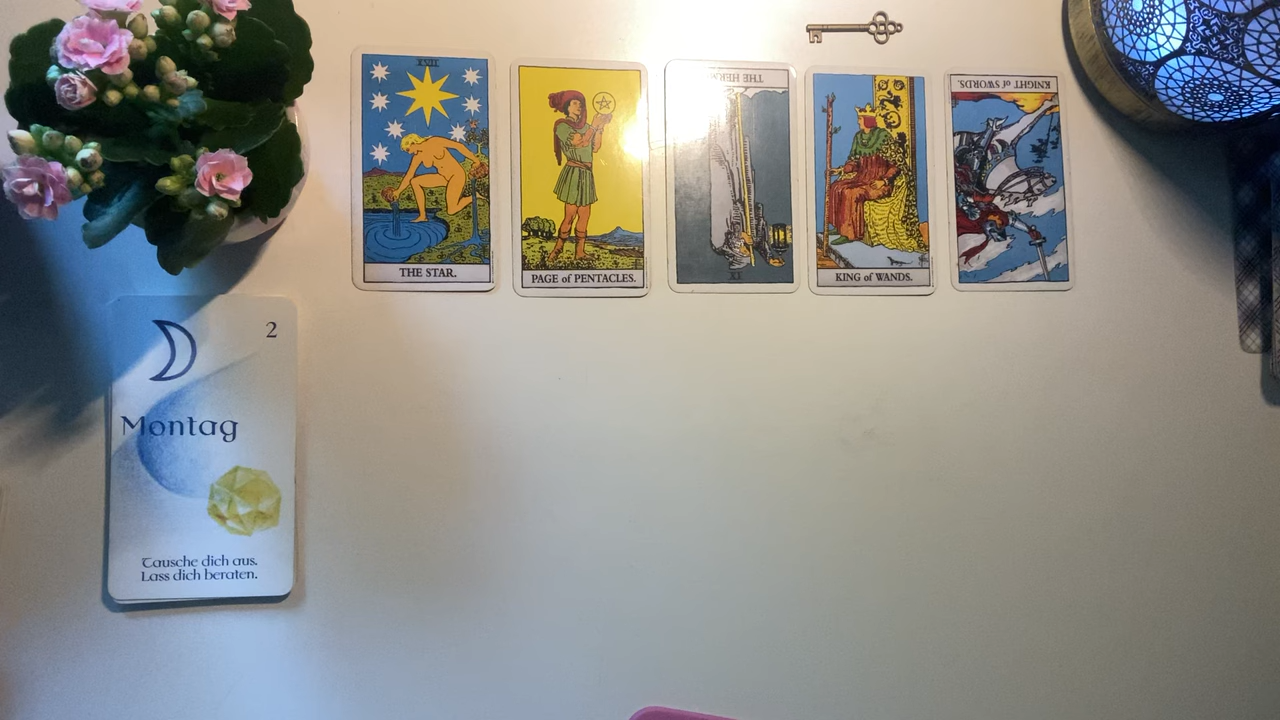 XVII
THE STAR.
PAGE of PENTACLES.
THE HERM
IX
KING of WANDS.
KNIGHT of SWORDS.
2
Montag
Tausche dich aus.
Lass dich beraten.